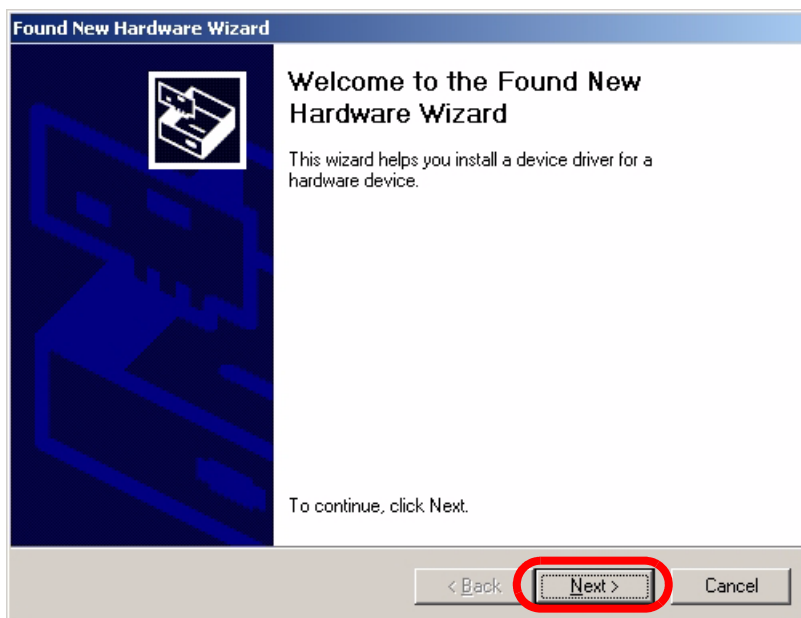 Found New Hardware Wizard
Welcome to the Found New
Hardware Wizard
This wizard helps you install a device driver for a
hardware device.
To continue, click Next.
< Back
Next >
Cancel